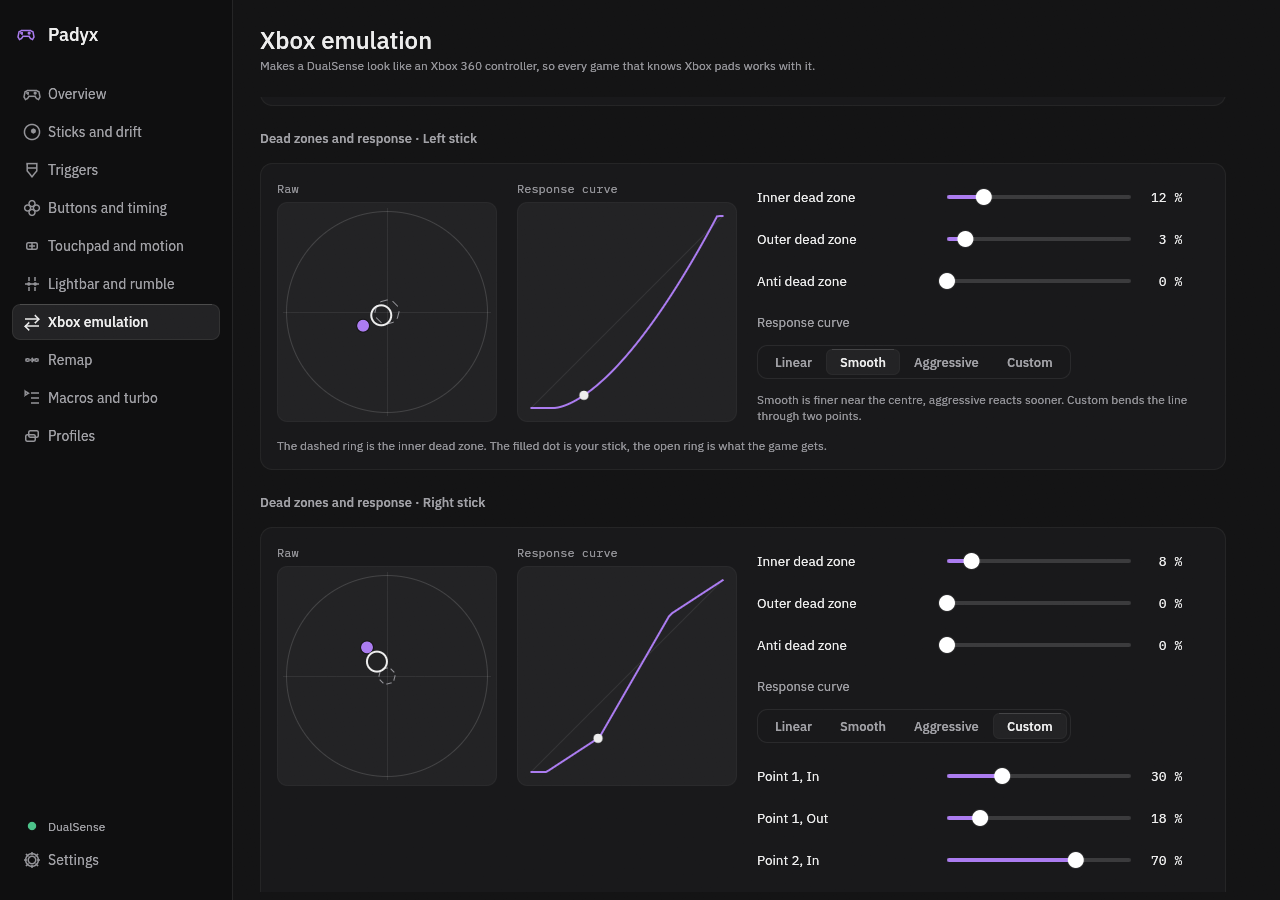 Padyx
Overview
Sticks and drift
Triggers
Buttons and timing
Touchpad and motion
Lightbar and rumble
Xbox emulation
Remap
Macros and turbo
Profiles
DualSense
Settings
Xbox emulation
Makes a DualSense look like an Xbox 360 controller, so every game that knows Xbox pads works with it.
Dead zones and response · Left stick
Raw
Response curve
Inner dead zone
12 %
Outer dead zone
3 %
Anti dead zone
0 %
Response curve
Linear
Smooth
Aggressive
Custom
Smooth is finer near the centre, aggressive reacts sooner. Custom bends the line
through two points.
The dashed ring is the inner dead zone. The filled dot is your stick, the open ring is what the game gets.
Dead zones and response · Right stick
Raw
Response curve
Inner dead zone
8 %
Outer dead zone
0 %
Anti dead zone
0 %
Response curve
Linear
Smooth
Aggressive
Custom
Point 1, In
30 %
Point 1, Out
18 %
Point 2, In
70 %